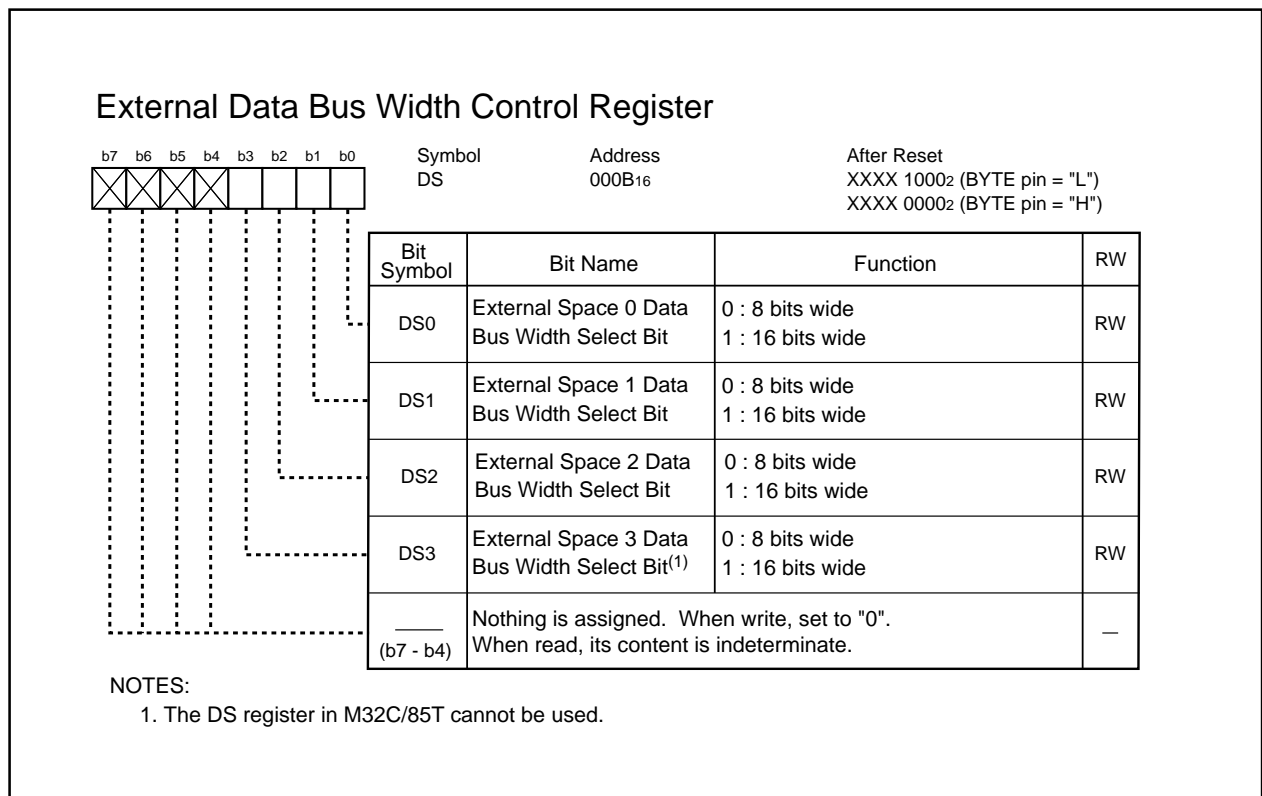 External Data Bus Width Control Register
b7 b6 b5 b4 b3 b2 b1 b0
Symbol Address After Reset
DS 000B16 XXXX 10002 (BYTE pin = "L")
XXXX 00002 (BYTE pin = "H")
Bit Symbol Bit Name Function RW
DS0 External Space 0 Data 0 : 8 bits wide RW
Bus Width Select Bit 1 : 16 bits wide
DS1 External Space 1 Data 0 : 8 bits wide RW
Bus Width Select Bit 1 : 16 bits wide
DS2 External Space 2 Data 0 : 8 bits wide RW
Bus Width Select Bit 1 : 16 bits wide
DS3 External Space 3 Data 0 : 8 bits wide RW
Bus Width Select Bit(1) 1 : 16 bits wide
Nothing is assigned. When write, set to "0". —
(b7 - b4) When read, its content is indeterminate.
NOTES:
1. The DS register in M32C/85T cannot be used.